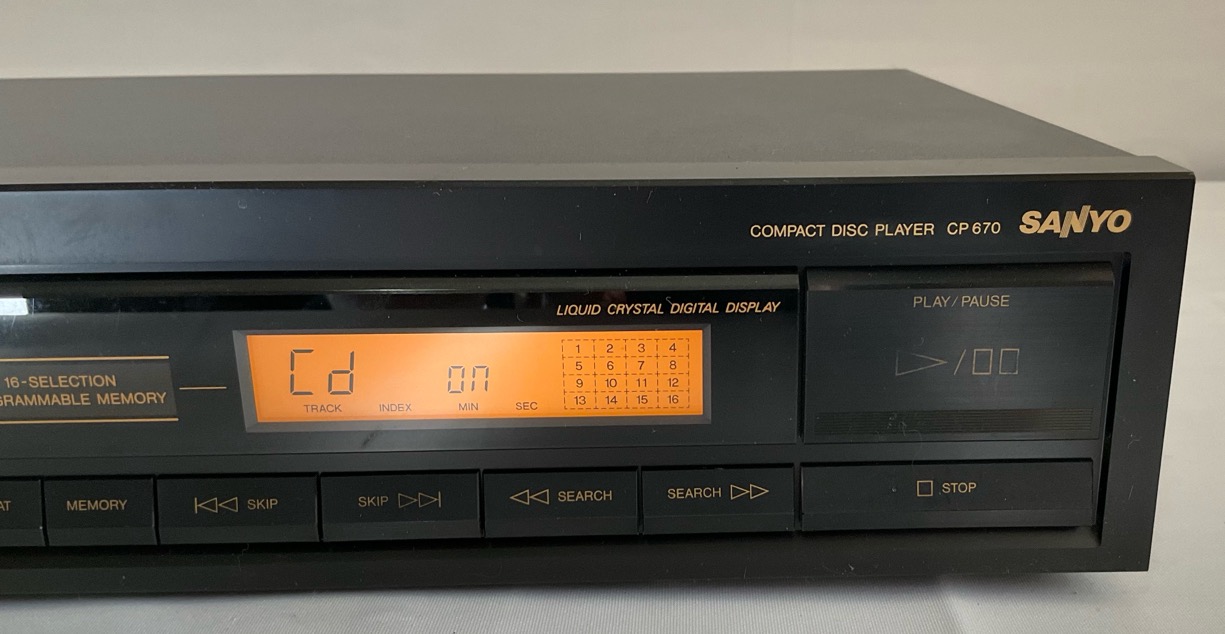 COMPACT DISC PLAYER CP670 SANYO
LIQUID CRYSTAL DIGITAL DISPLAY
PLAY/PAUSE
16-SELECTION
GRAMMABLE MEMORY
Cd on
TRACK INDEX MIN SEC
1 2 3 4
5 6 7 8
9 10 11 12
13 14 15 16
AT MEMORY SKIP SKIP SEARCH SEARCH STOP